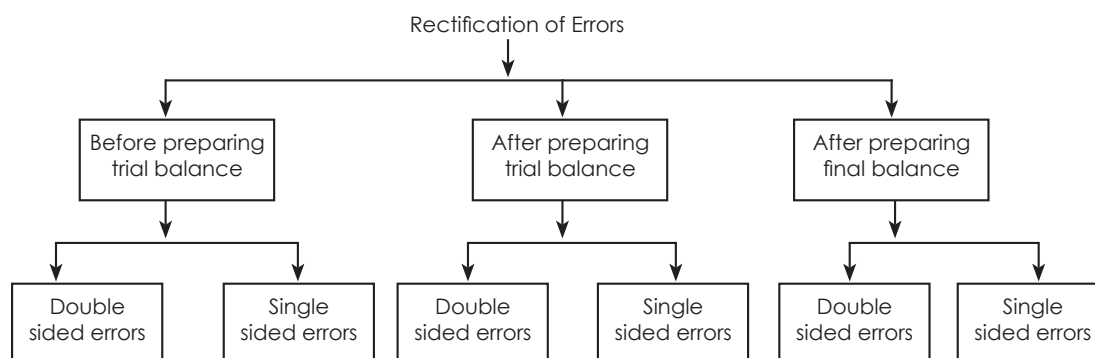 Rectification of Errors
Before preparing
trial balance
After preparing
trial balance
After preparing
final balance
Double
sided errors
Single
sided errors
Double
sided errors
Single
sided errors
Double
sided errors
Single
sided errors